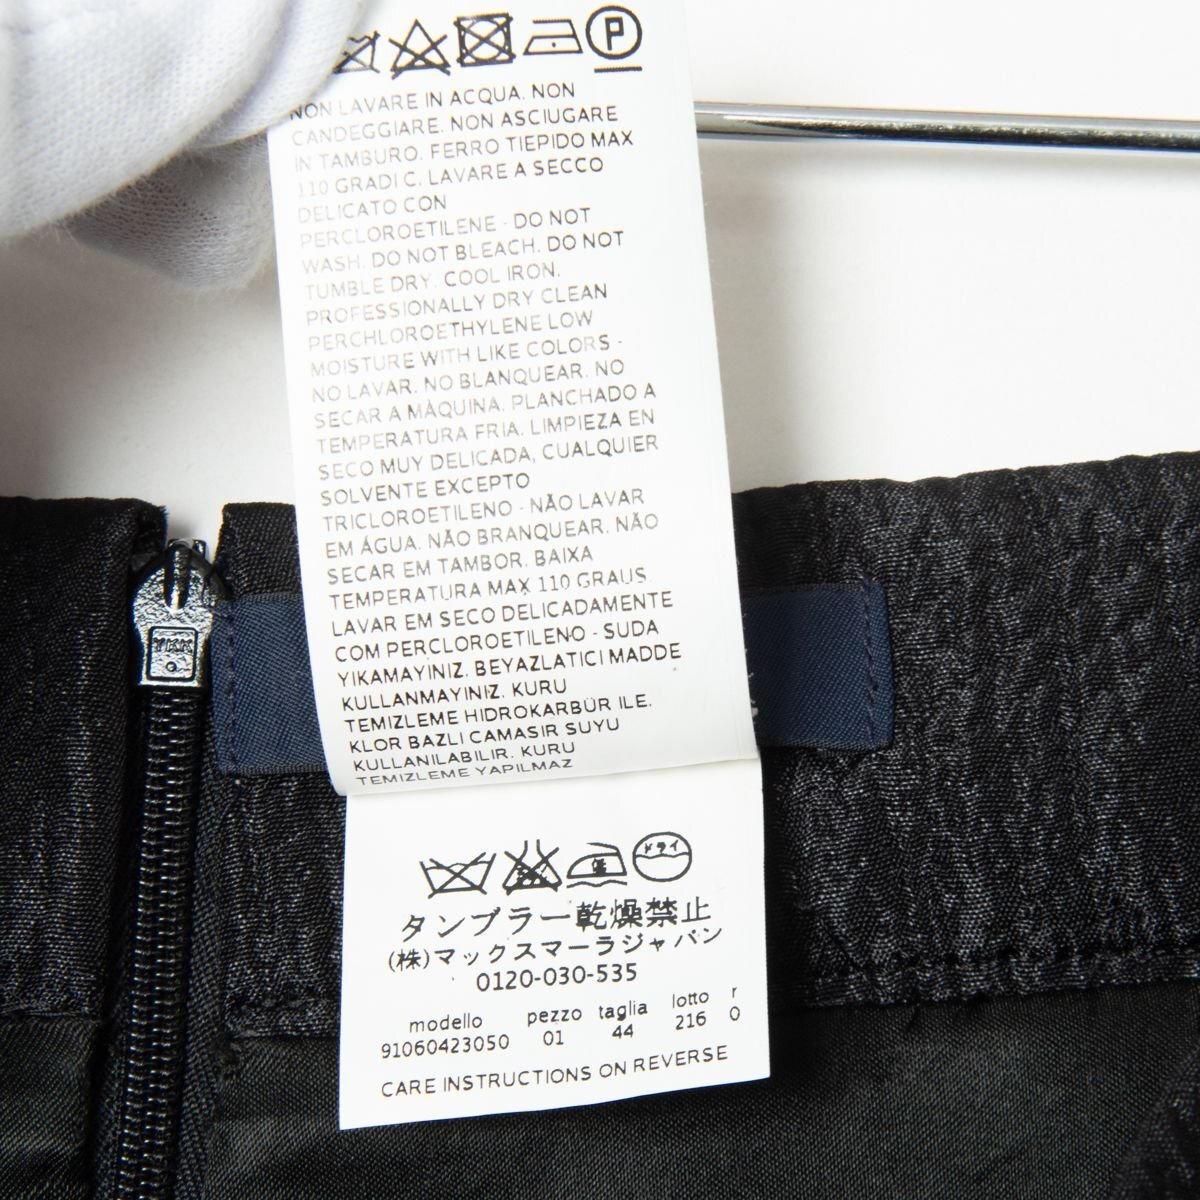 P
NON LAVARE IN ACQUA. NON
CANDEGGIARE. NON ASCIUGARE
IN TAMBURO. FERRO TIEPIDO MAX
110 GRADI C. LAVARE A SECCO
DELICATO CON
PERCLOROETILENE - DO NOT
WASH. DO NOT BLEACH. DO NOT
TUMBLE DRY. COOL IRON.
PROFESSIONALLY DRY CLEAN
PERCHLOROETHYLENE LOW
MOISTURE WITH LIKE COLORS -
NO LAVAR. NO BLANQUEAR. NO
SECAR A MÀQUINA. PLANCHADO A
TEMPERATURA FRIA. LIMPIEZA EN
SECO MUY DELICADA, CUALQUIER
SOLVENTE EXCEPTO
TRICLOROETILENO - NÃO LAVAR
EM ÁGUA. NÃO BRANQUEAR. NÃO
SECAR EM TAMBOR. BAIXA
TEMPERATURA MAX 110 GRAUS.
LAVAR EM SECO DELICADAMENTE
COM PERCLOROETILENO - SUDA
YIKAMAYINIZ. BEYAZLATICI MADDE
KULLANMAYINIZ. KURU
TEMIZLEME HIDROKARBÜR ILE.
KLOR BAZLI CAMASIR SUYU
KULLANILABILIR. KURU
TEMIZLEME YAPILMAZ
YKK
低 ドライ
タンブラー乾燥禁止
(株)マックスマーラジャパン
0120-030-535
modello pezzo taglia lotto r
91060423050 01 44 216 0
CARE INSTRUCTIONS ON REVERSE